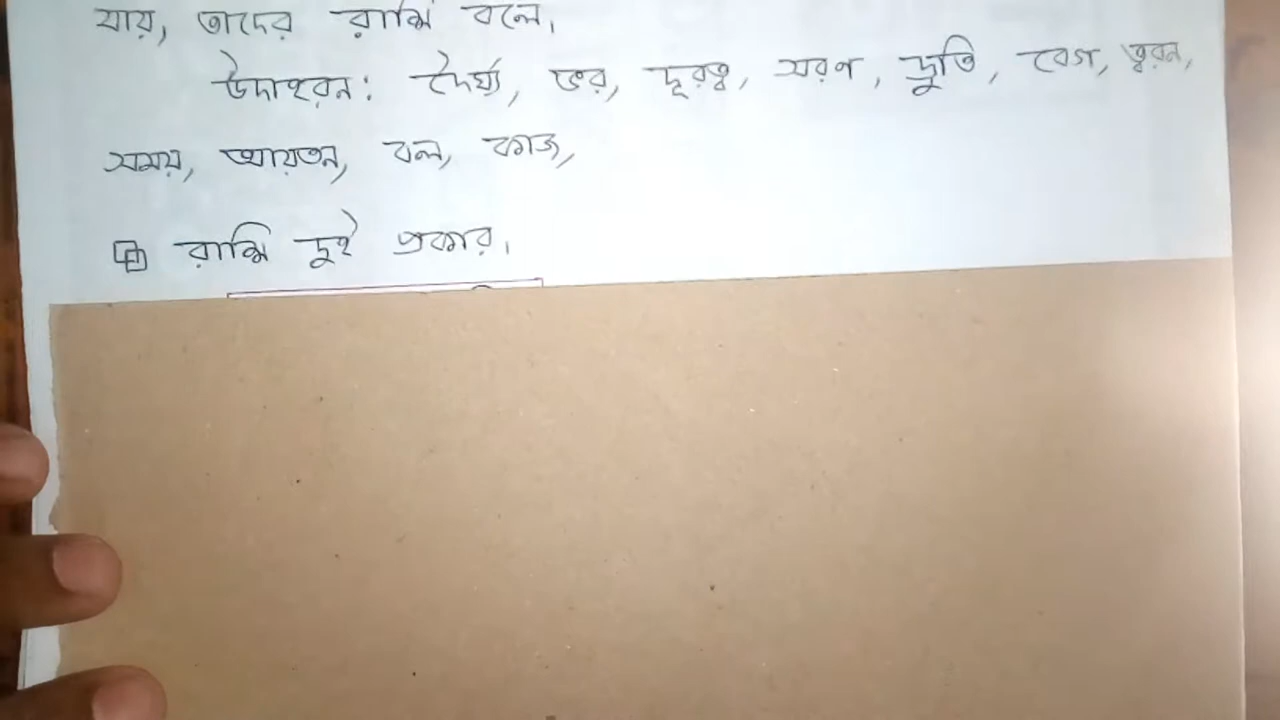 যায়, তাদের রাশি বলে।
উদাহরন: দৈর্ঘ্য, ভর, দূরত্ব, সরণ, দ্রুতি, বেগ, ত্বরন,
সময়, আয়তন, বল, কাজ,
রাশি দুই প্রকার।